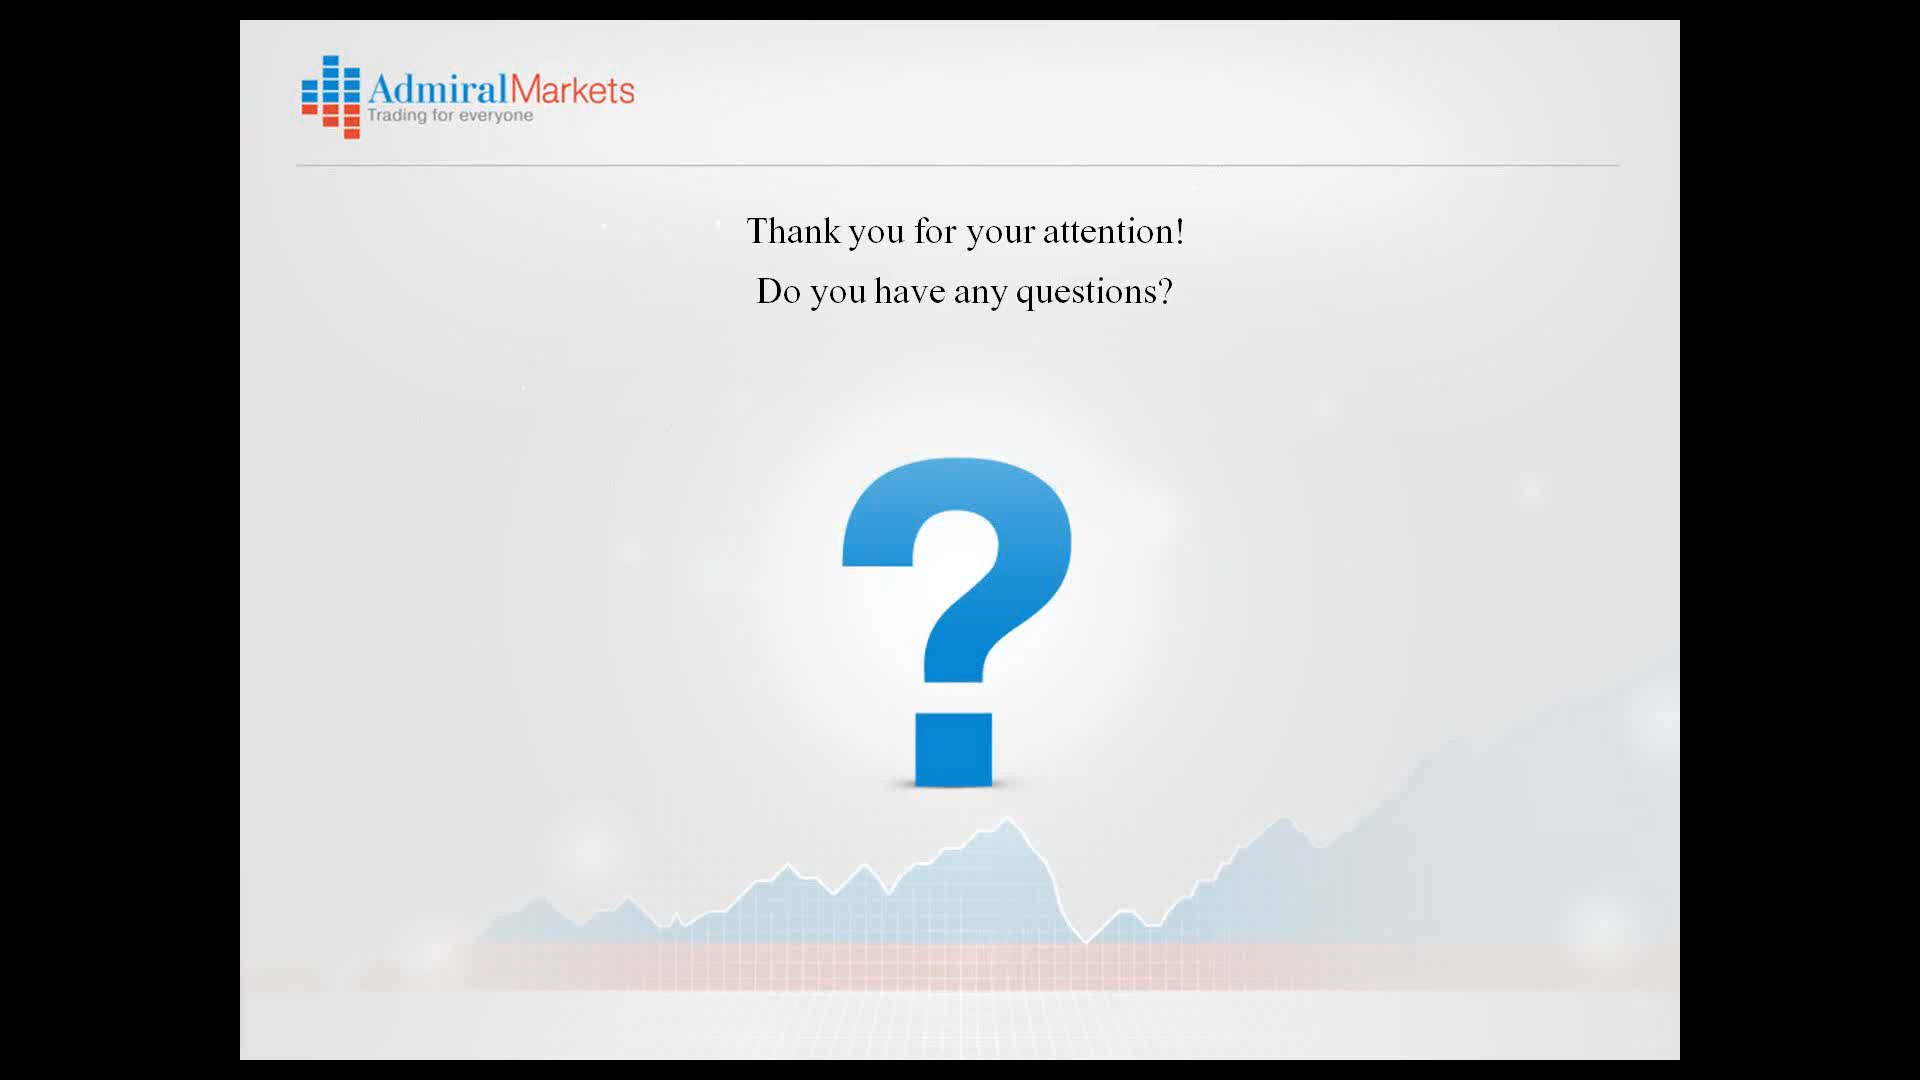 AdmiralMarkets
Trading for everyone
Thank you for your attention!
Do you have any questions?
?